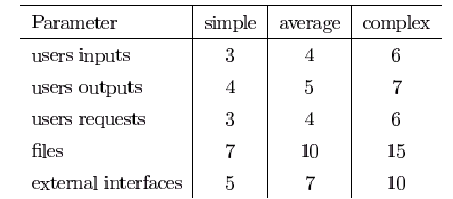 Parameter simple average complex
users inputs 3 4 6
users outputs 4 5 7
users requests 3 4 6
files 7 10 15
external interfaces 5 7 10